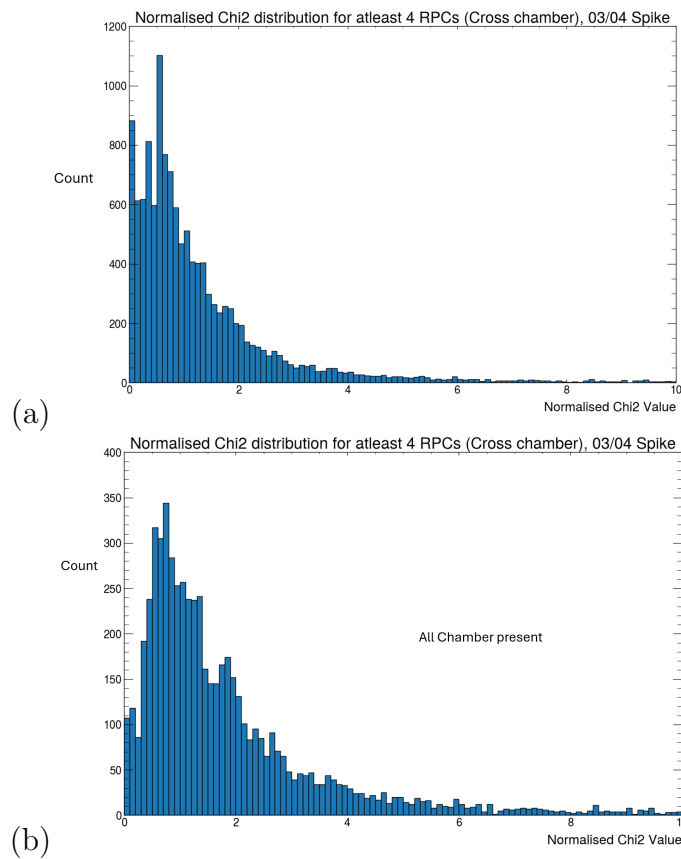 Normalised Chi2 distribution for atleast 4 RPCs (Cross chamber), 03/04 Spike
1200
1000
800
Count
600
400
200
0
0 2 4 6 8 10
Normalised Chi2 Value
(a)
Normalised Chi2 distribution for atleast 4 RPCs (Cross chamber), 03/04 Spike
400
350
300
Count
250
200
All Chamber present
150
100
50
0
0 2 4 6 8 1
Normalised Chi2 Value
(b)